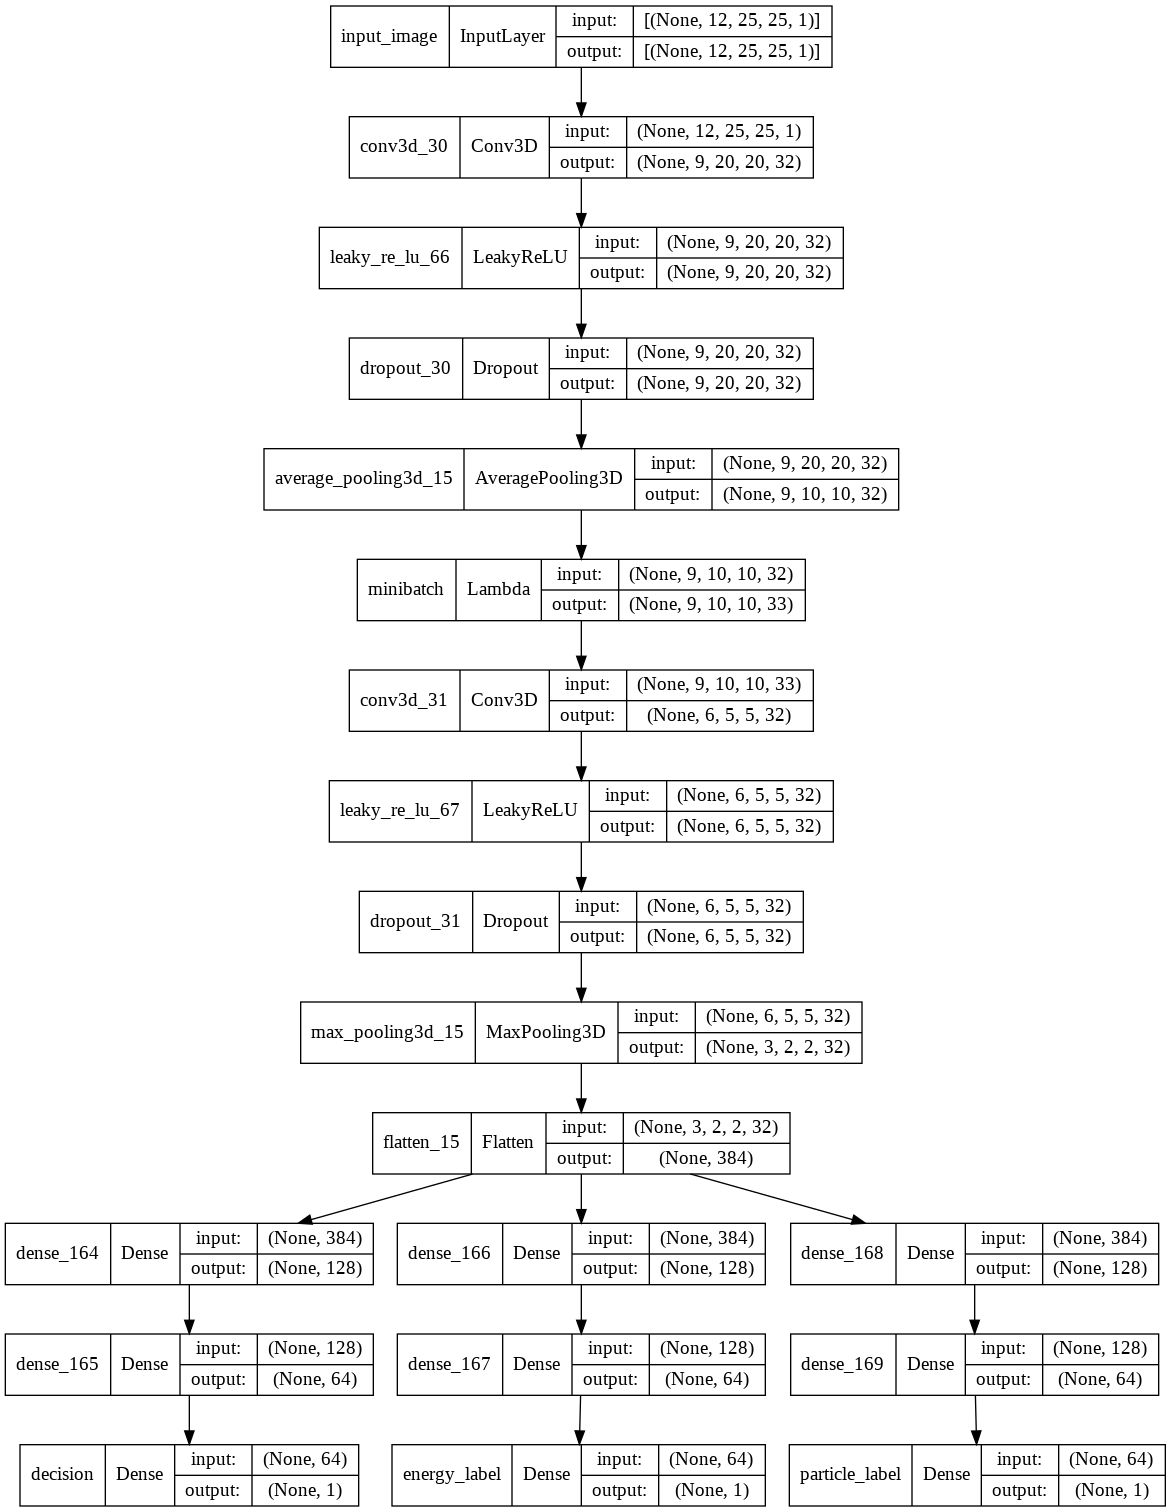 input_image InputLayer input: [(None, 12, 25, 25, 1)]
output: [(None, 12, 25, 25, 1)]
conv3d_30 Conv3D input: (None, 12, 25, 25, 1)
output: (None, 9, 20, 20, 32)
leaky_re_lu_66 LeakyReLU input: (None, 9, 20, 20, 32)
output: (None, 9, 20, 20, 32)
dropout_30 Dropout input: (None, 9, 20, 20, 32)
output: (None, 9, 20, 20, 32)
average_pooling3d_15 AveragePooling3D input: (None, 9, 20, 20, 32)
output: (None, 9, 10, 10, 32)
minibatch Lambda input: (None, 9, 10, 10, 32)
output: (None, 9, 10, 10, 33)
conv3d_31 Conv3D input: (None, 9, 10, 10, 33)
output: (None, 6, 5, 5, 32)
leaky_re_lu_67 LeakyReLU input: (None, 6, 5, 5, 32)
output: (None, 6, 5, 5, 32)
dropout_31 Dropout input: (None, 6, 5, 5, 32)
output: (None, 6, 5, 5, 32)
max_pooling3d_15 MaxPooling3D input: (None, 6, 5, 5, 32)
output: (None, 3, 2, 2, 32)
flatten_15 Flatten input: (None, 3, 2, 2, 32)
output: (None, 384)
dense_164 Dense input: (None, 384)
output: (None, 128)
dense_166 Dense input: (None, 384)
output: (None, 128)
dense_168 Dense input: (None, 384)
output: (None, 128)
dense_165 Dense input: (None, 128)
output: (None, 64)
dense_167 Dense input: (None, 128)
output: (None, 64)
dense_169 Dense input: (None, 128)
output: (None, 64)
decision Dense input: (None, 64)
output: (None, 1)
energy_label Dense input: (None, 64)
output: (None, 1)
particle_label Dense input: (None, 64)
output: (None, 1)